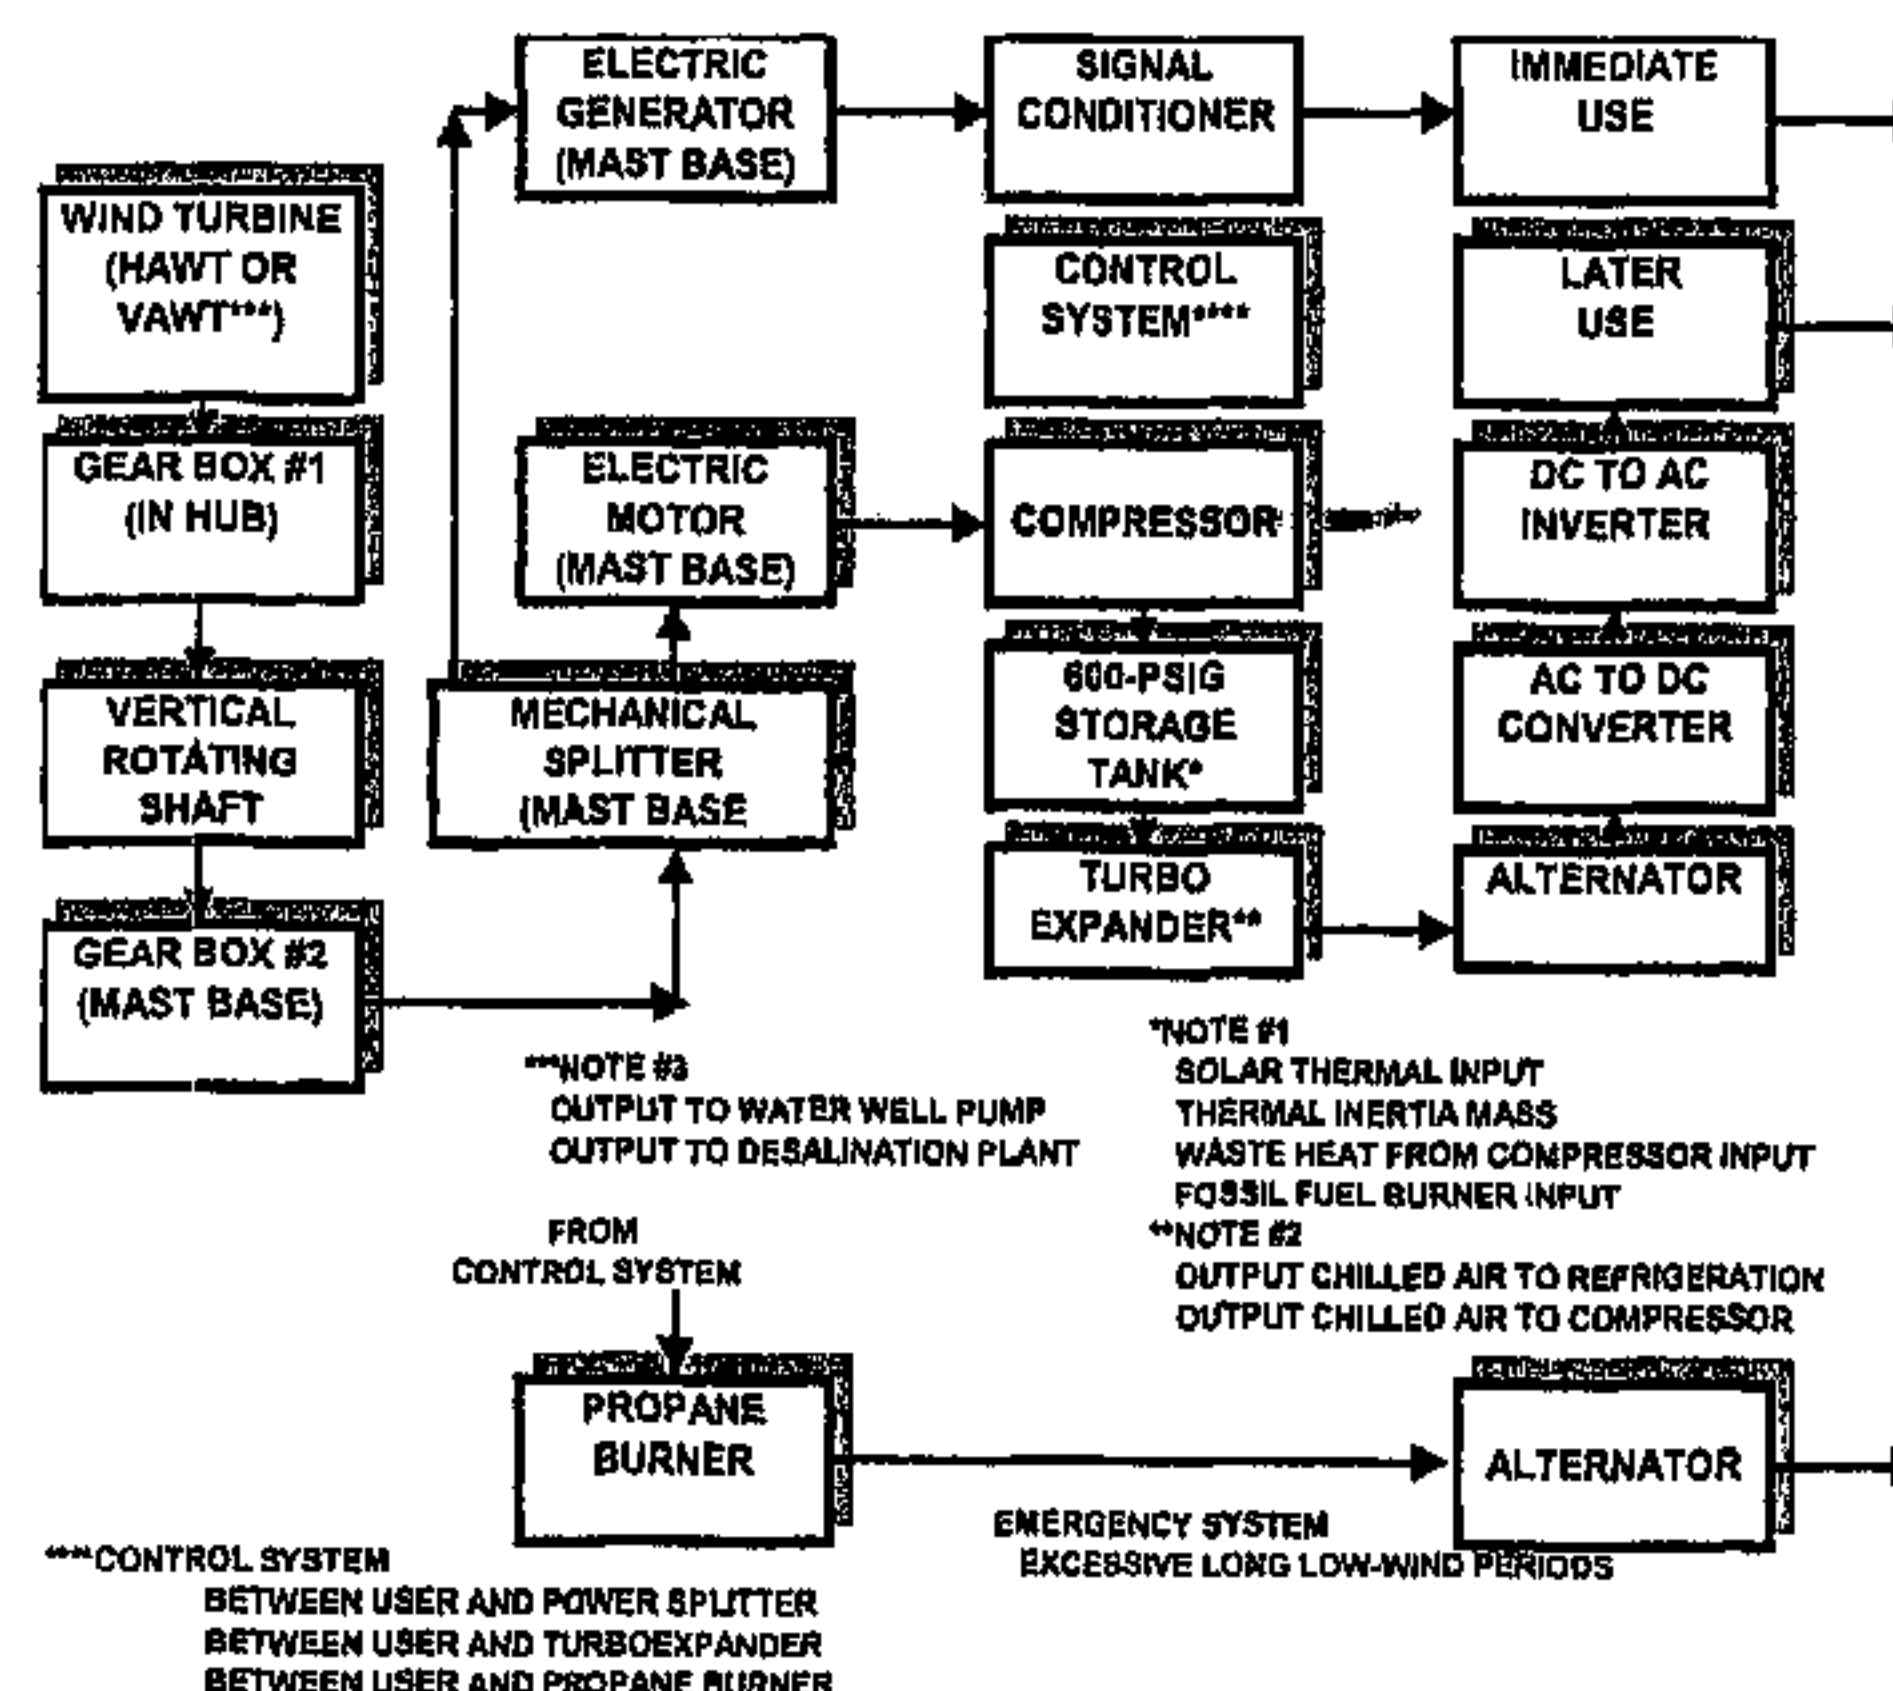 ELECTRIC
GENERATOR
(MAST BASE)
SIGNAL
CONDITIONER
IMMEDIATE
USE
WIND TURBINE
(HAWT OR
VAWT***)
CONTROL
SYSTEM****
LATER
USE
GEAR BOX #1
(IN HUB)
ELECTRIC
MOTOR
(MAST BASE)
COMPRESSOR
DC TO AC
INVERTER
VERTICAL
ROTATING
SHAFT
MECHANICAL
SPLITTER
(MAST BASE
600-PSIG
STORAGE
TANK*
AC TO DC
CONVERTER
GEAR BOX #2
(MAST BASE)
TURBO
EXPANDER**
ALTERNATOR
***NOTE #3
OUTPUT TO WATER WELL PUMP
OUTPUT TO DESALINATION PLANT
*NOTE #1
SOLAR THERMAL INPUT
THERMAL INERTIA MASS
WASTE HEAT FROM COMPRESSOR INPUT
FOSSIL FUEL BURNER INPUT
**NOTE #2
OUTPUT CHILLED AIR TO REFRIGERATION
OUTPUT CHILLED AIR TO COMPRESSOR
FROM
CONTROL SYSTEM
PROPANE
BURNER
ALTERNATOR
EMERGENCY SYSTEM
EXCESSIVE LONG LOW-WIND PERIODS
****CONTROL SYSTEM
BETWEEN USER AND POWER SPLITTER
BETWEEN USER AND TURBOEXPANDER
BETWEEN USER AND PROPANE BURNER